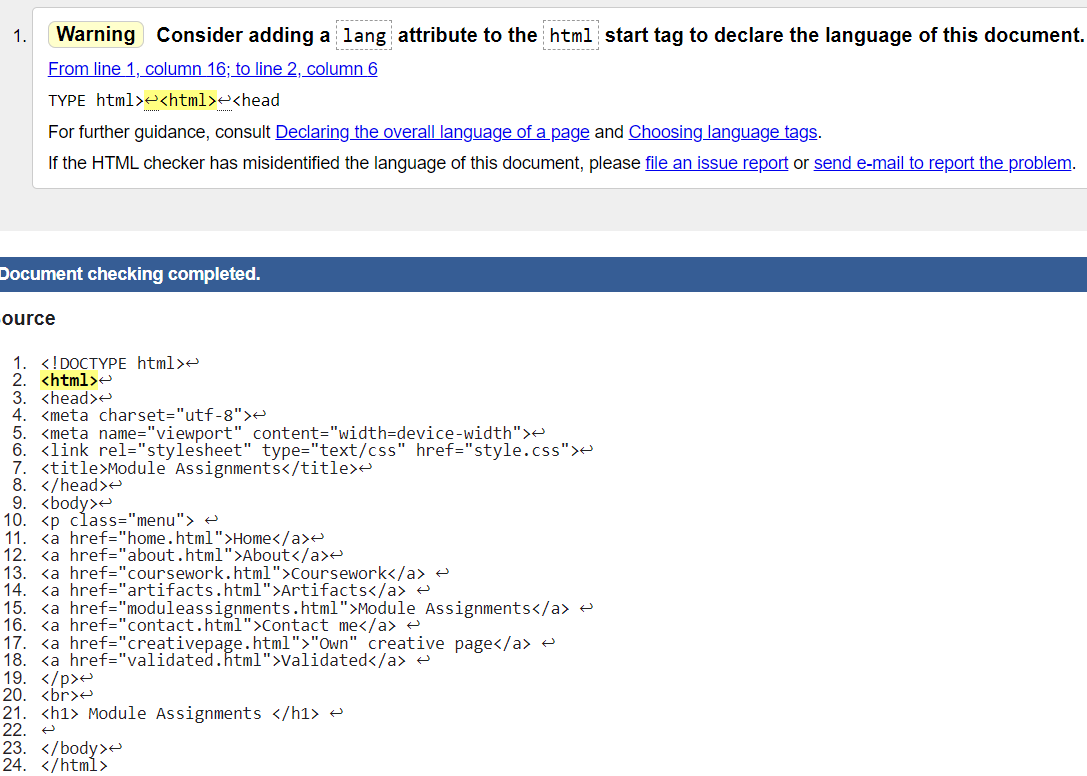 1. Warning Consider adding a lang attribute to the html start tag to declare the language of this document.
From line 1, column 16; to line 2, column 6
TYPE html>↩<html>↩<head
For further guidance, consult Declaring the overall language of a page and Choosing language tags.
If the HTML checker has misidentified the language of this document, please file an issue report or send e-mail to report the problem.
Document checking completed.
ource
1. <!DOCTYPE html>↩
2. <html>↩
3. <head>↩
4. <meta charset="utf-8">↩
5. <meta name="viewport" content="width=device-width">↩
6. <link rel="stylesheet" type="text/css" href="style.css">↩
7. <title>Module Assignments</title>↩
8. </head>↩
9. <body>↩
10. <p class="menu"> ↩
11. <a href="home.html">Home</a>↩
12. <a href="about.html">About</a>↩
13. <a href="coursework.html">Coursework</a> ↩
14. <a href="artifacts.html">Artifacts</a> ↩
15. <a href="moduleassignments.html">Module Assignments</a> ↩
16. <a href="contact.html">Contact me</a> ↩
17. <a href="creativepage.html">"Own" creative page</a> ↩
18. <a href="validated.html">Validated</a> ↩
19. </p>↩
20. <br>↩
21. <h1> Module Assignments </h1> ↩
22. ↩
23. </body>↩
24. </html>